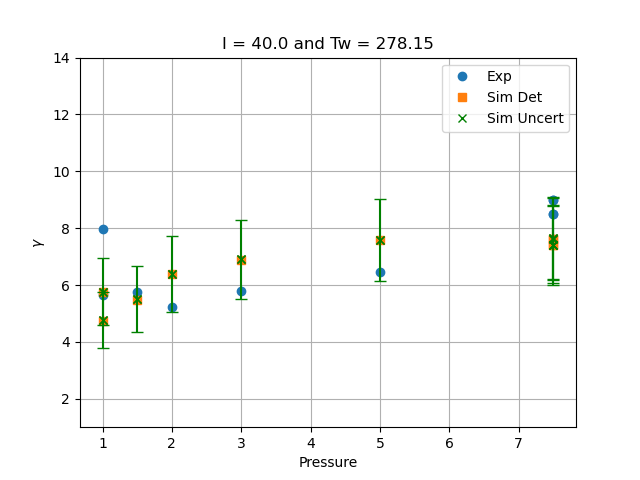 I = 40.0 and Tw = 278.15
14
12
10
8
6
4
2
γ
Exp
Sim Det
Sim Uncert
1
2
3
4
5
6
7
Pressure